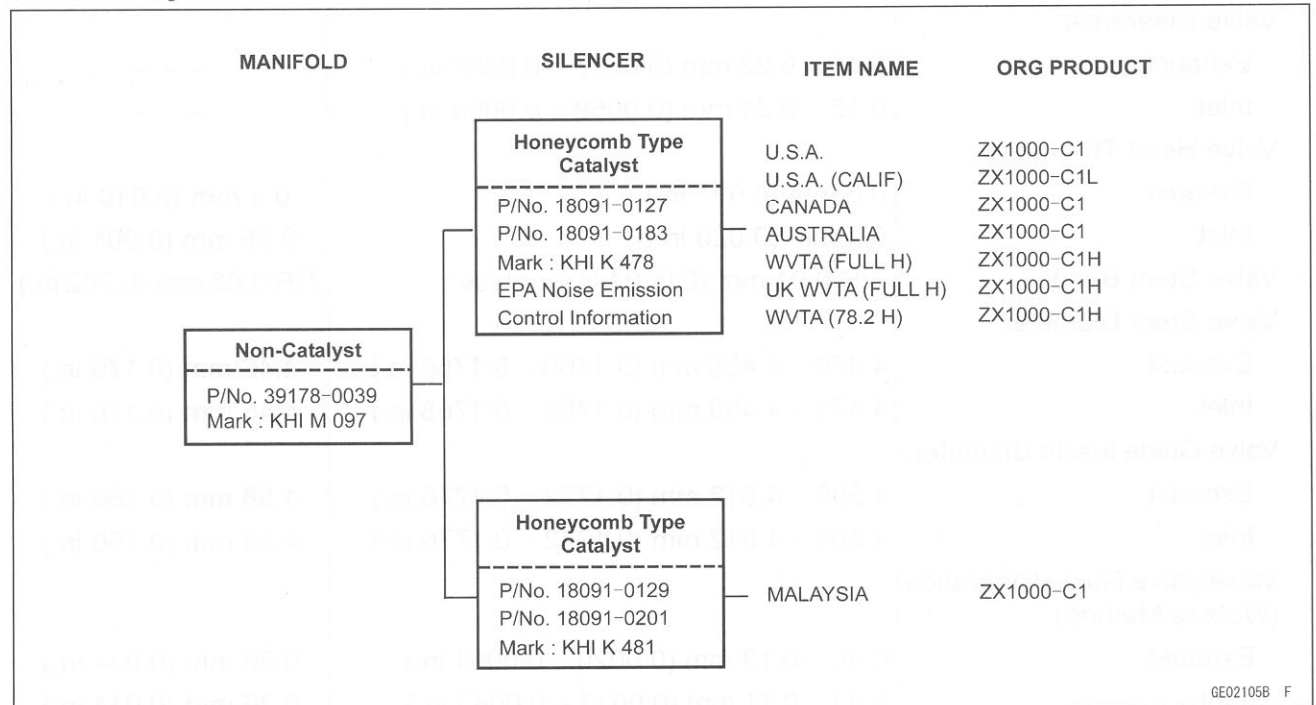 MANIFOLD SILENCER ITEM NAME ORG PRODUCT
Honeycomb Type
Catalyst
P/No. 18091-0127
P/No. 18091-0183
Mark : KHI K 478
EPA Noise Emission
Control Information
U.S.A. ZX1000-C1
U.S.A. (CALIF) ZX1000-C1L
CANADA ZX1000-C1
AUSTRALIA ZX1000-C1
WVTA (FULL H) ZX1000-C1H
UK WVTA (FULL H) ZX1000-C1H
WVTA (78.2 H) ZX1000-C1H
Non-Catalyst
P/No. 39178-0039
Mark : KHI M 097
Honeycomb Type
Catalyst
P/No. 18091-0129
P/No. 18091-0201
Mark : KHI K 481
MALAYSIA ZX1000-C1
GE02105B F